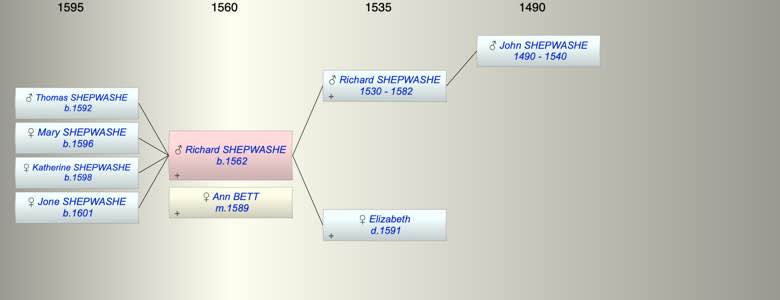 1595 1560 1535 1490
♂ John SHEPWASHE
1490 - 1540
♂ Richard SHEPWASHE
1530 - 1582
+
♂ Thomas SHEPWASHE
b.1592
♀ Mary SHEPWASHE
b.1596
♀ Katherine SHEPWASHE
b.1598
♀ Jone SHEPWASHE
b.1601
♂ Richard SHEPWASHE
b.1562
+
♀ Ann BETT
m.1589
+
♀ Elizabeth
d.1591
+